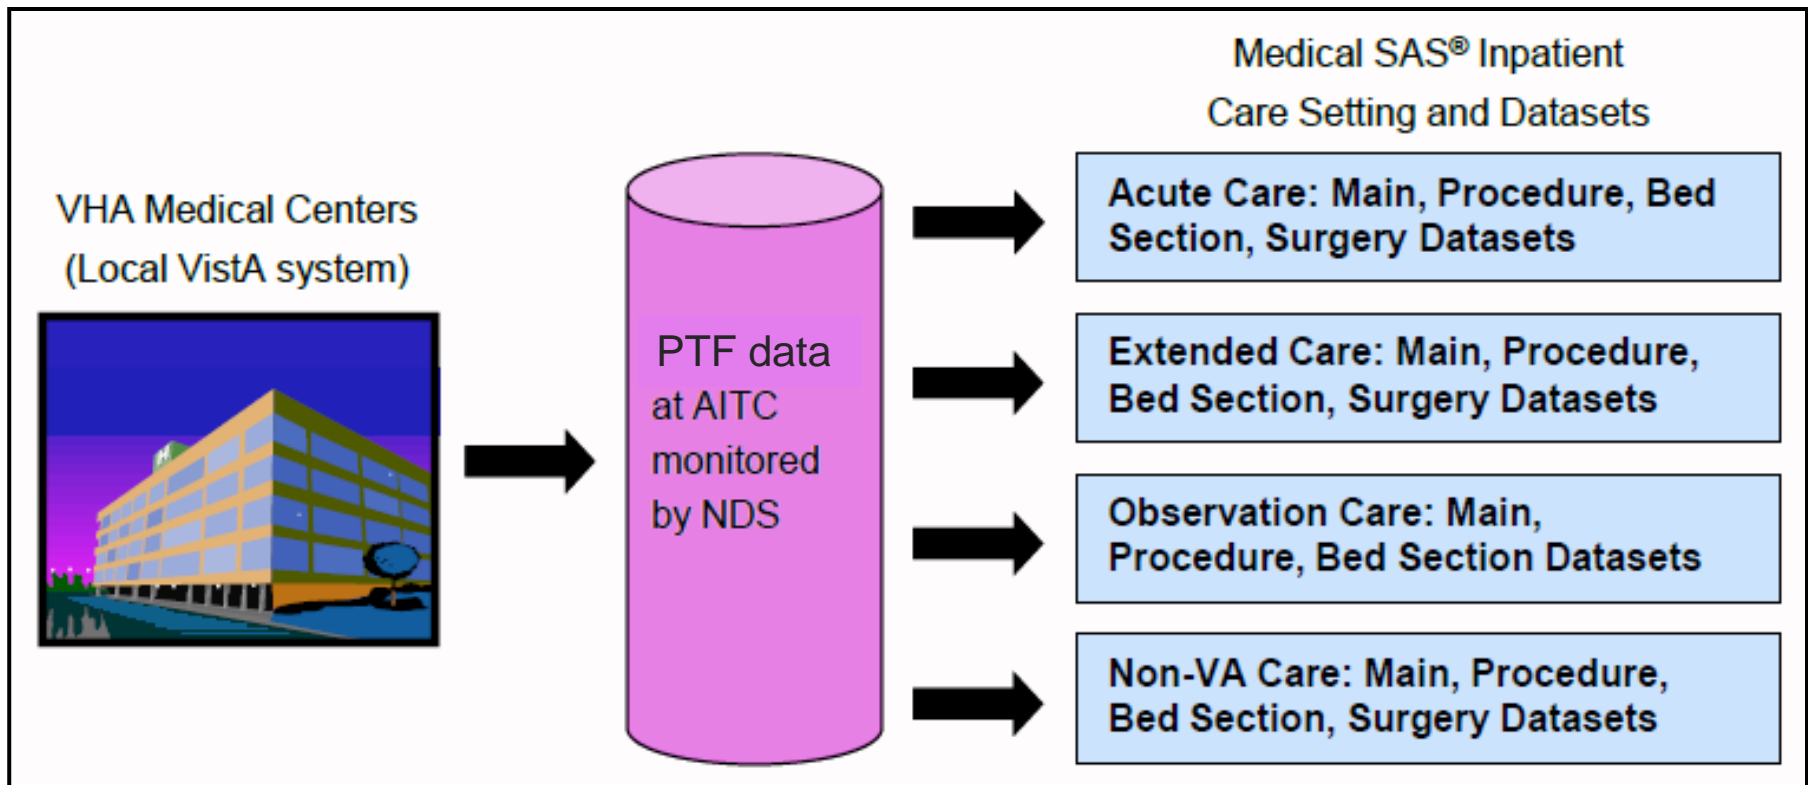 VHA Medical Centers
(Local VistA system)
H
PTF data
at AITC
monitored
by NDS
Medical SAS® Inpatient
Care Setting and Datasets
Acute Care: Main, Procedure, Bed
Section, Surgery Datasets
Extended Care: Main, Procedure,
Bed Section, Surgery Datasets
Observation Care: Main,
Procedure, Bed Section Datasets
Non-VA Care: Main, Procedure,
Bed Section, Surgery Datasets